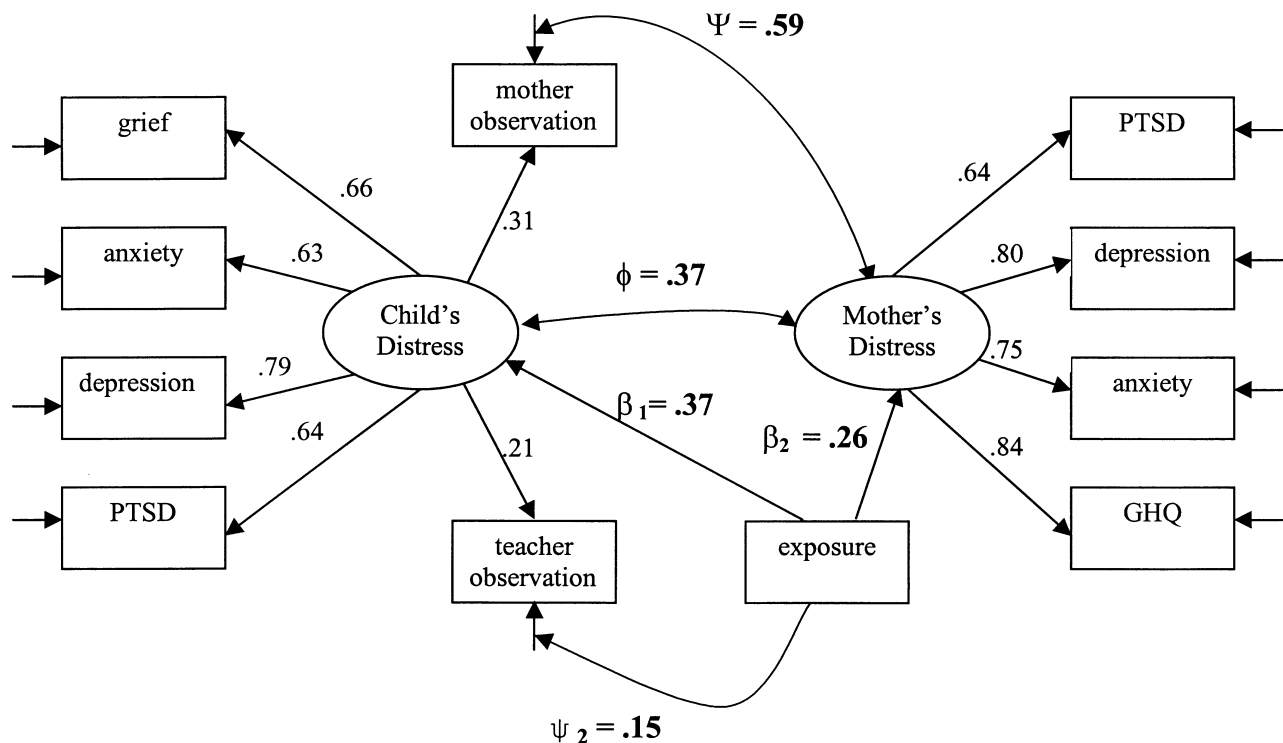 Ψ = .59
mother
observation
grief
PTSD
.66
.31
.64
anxiety
.63
.80
depression
ϕ = .37
Child's
Distress
Mother's
Distress
depression
.79
.75
anxiety
β1= .37
.64
.21
β2 = .26
.84
PTSD
teacher
observation
exposure
GHQ
ψ2 = .15